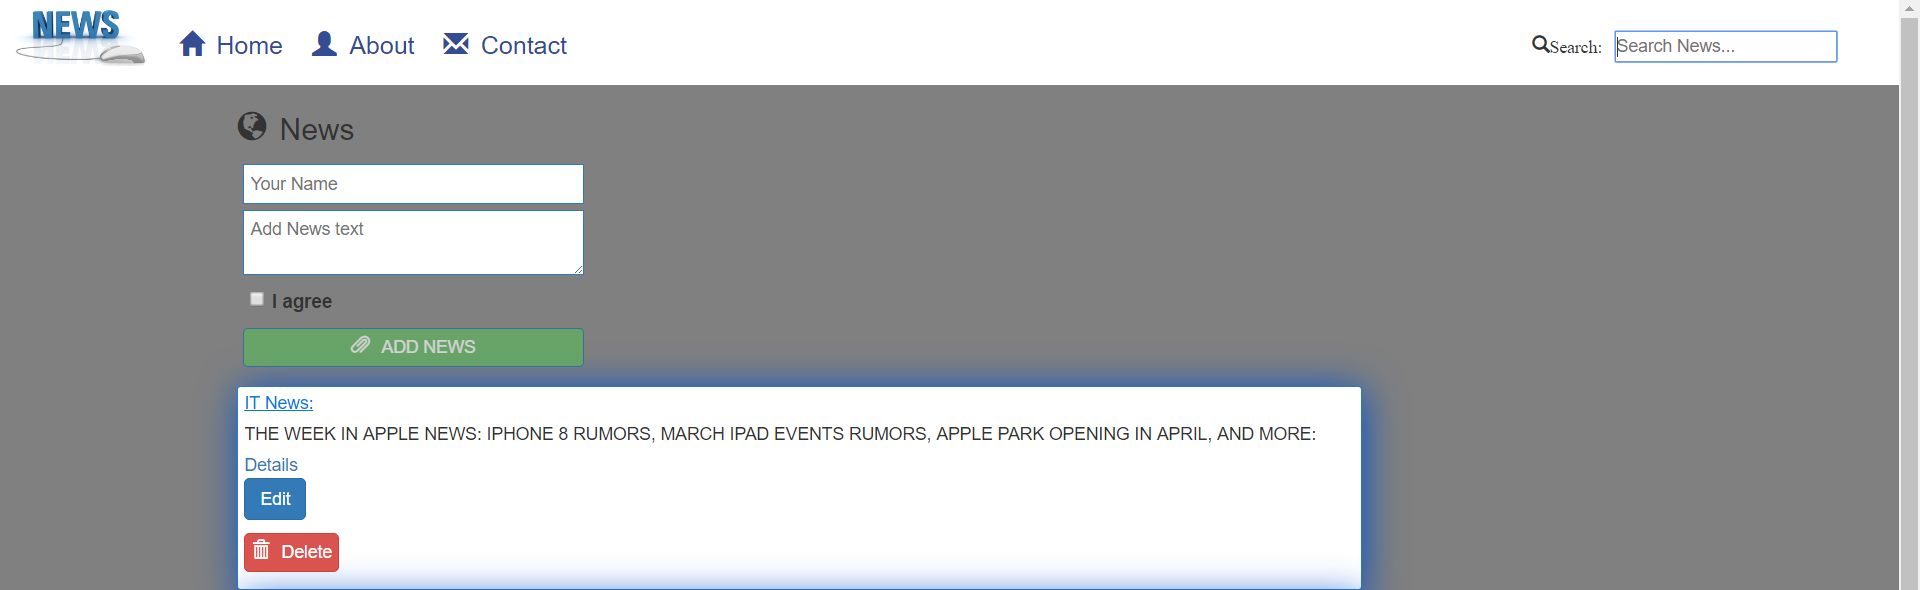 NEWS
Home About Contact
Search: Search News...
News
Your Name
Add News text
I agree
ADD NEWS
IT News:
THE WEEK IN APPLE NEWS: IPHONE 8 RUMORS, MARCH IPAD EVENTS RUMORS, APPLE PARK OPENING IN APRIL, AND MORE:
Details
Edit
Delete